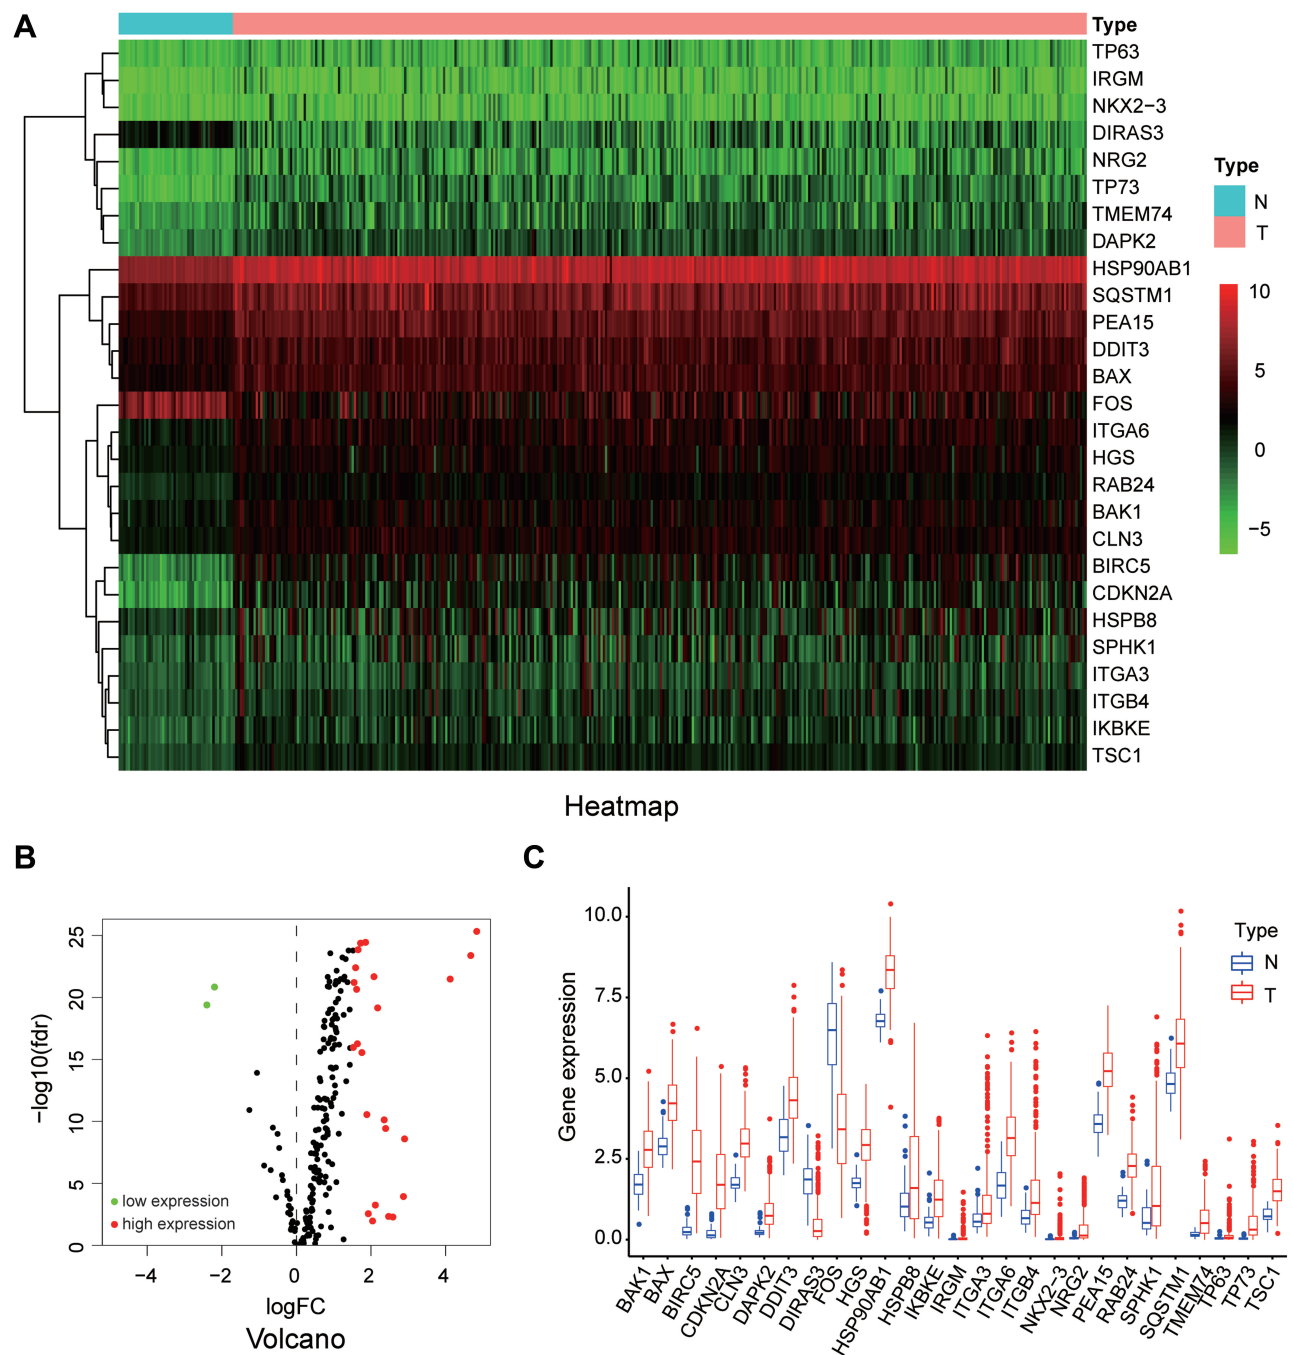 A
Type
TP63
IRGM
NKX2−3
DIRAS3
NRG2
TP73
TMEM74
DAPK2
HSP90AB1
SQSTM1
PEA15
DDIT3
BAX
FOS
ITGA6
HGS
RAB24
BAK1
CLN3
BIRC5
CDKN2A
HSPB8
SPHK1
ITGA3
ITGB4
IKBKE
TSC1
Type
N
T
10
5
0
−5
Heatmap
B
−log10(fdr)
25
20
15
10
5
0
low expression
high expression
−4 −2 0 2 4
logFC
Volcano
C
Gene expression
10.0
7.5
5.0
2.5
0.0
Type
N
T
BAK1 BAX BIRC5 CDKN2A CLN3 DAPK2 DDIT3 DIRAS3 FOS HGS HSP90AB1 HSPB8 IKBKE IRGM ITGA3 ITGA6 ITGB4 NKX2−3 NRG2 PEA15 RAB24 SPHK1 SQSTM1 TMEM74 TP63 TP73 TSC1